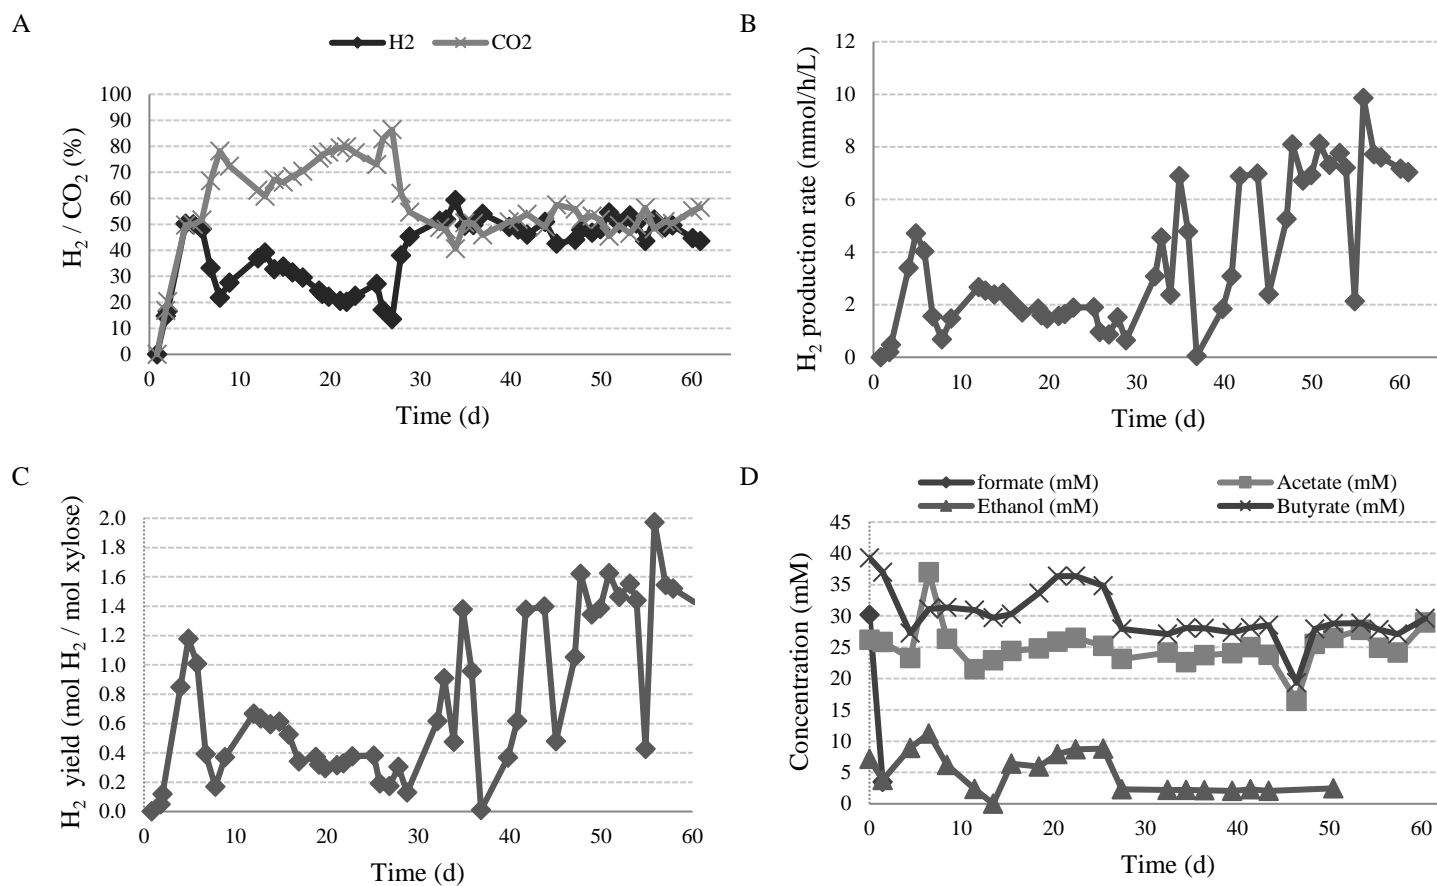 A
H2 CO2
100
90
80
70
60
50
40
30
20
10
0
H2 / CO2 (%)
0 10 20 30 40 50 60
Time (d)
B
12
10
8
6
4
2
0
H2 production rate (mmol/h/L)
0 10 20 30 40 50 60
Time (d)
C
2.0
1.8
1.6
1.4
1.2
1.0
0.8
0.6
0.4
0.2
0.0
H2 yield (mol H2 / mol xylose)
0 10 20 30 40 50 60
Time (d)
D
formate (mM) Acetate (mM)
Ethanol (mM) Butyrate (mM)
45
40
35
30
25
20
15
10
5
0
Concentration (mM)
0 10 20 30 40 50 60
Time (d)